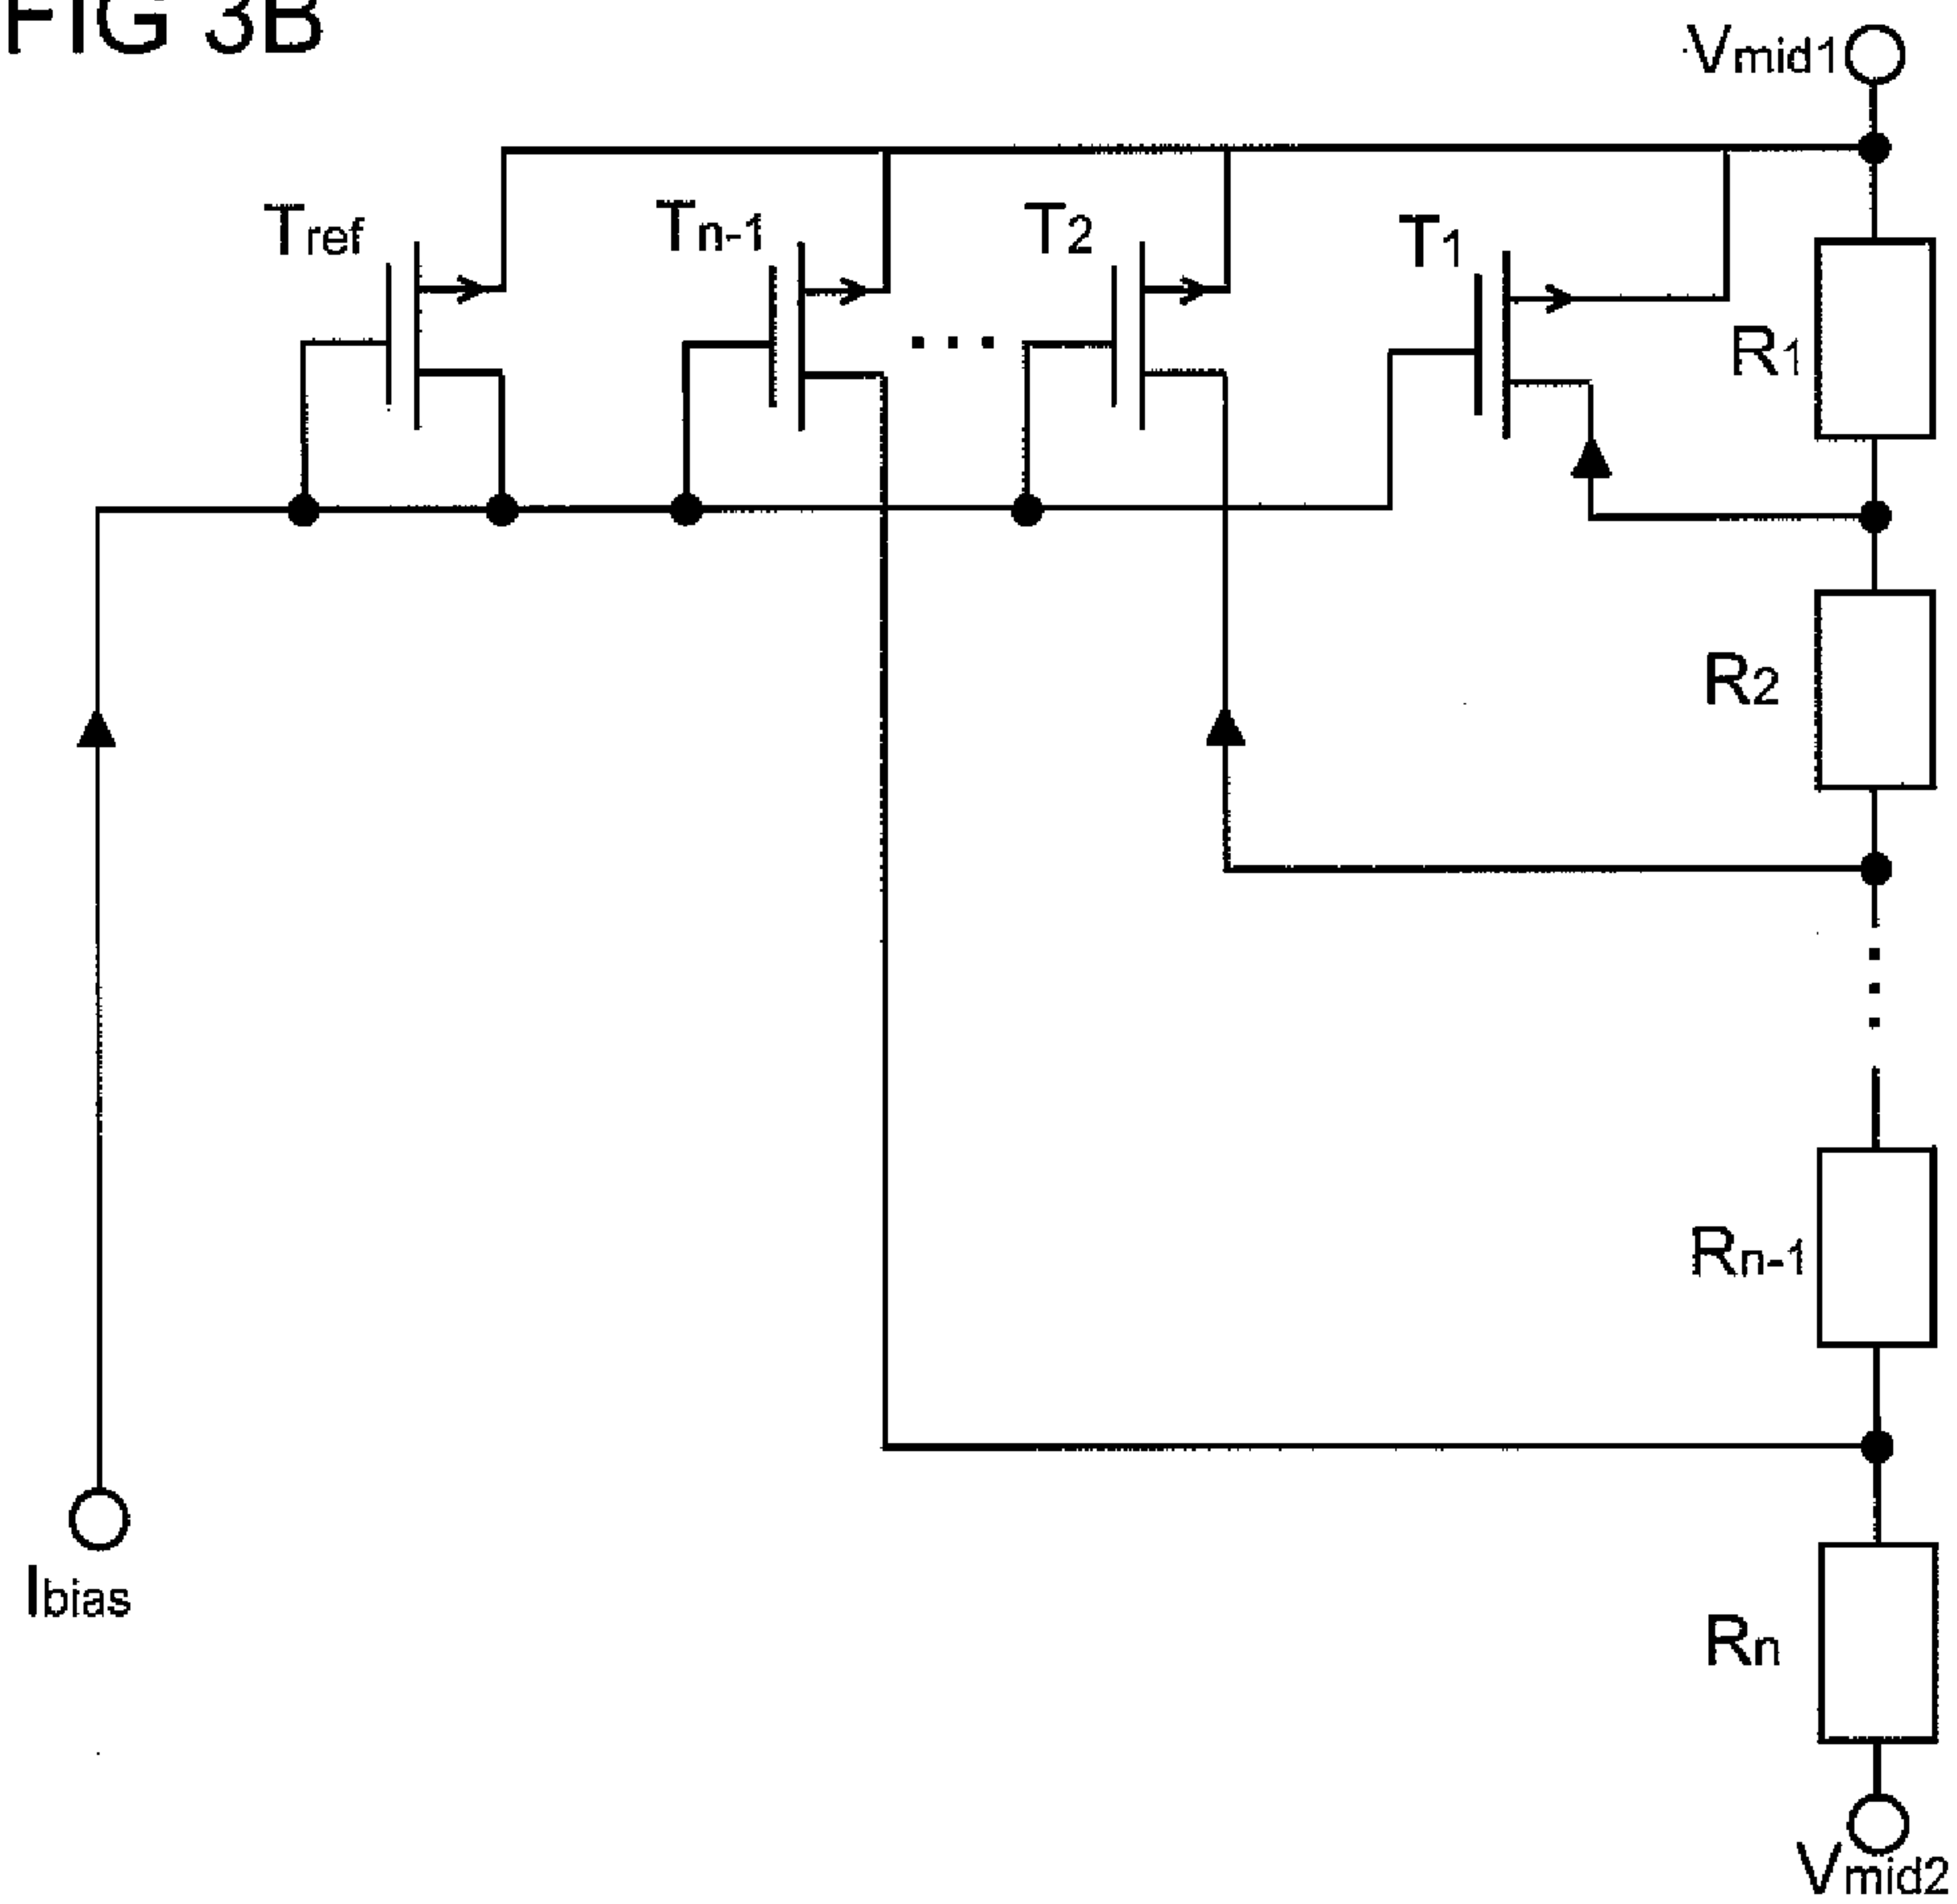 FIG 3B
Vmid1
Tref
Tn-1
T2
T1
R1
R2
Rn-1
Ibias
Rn
Vmid2